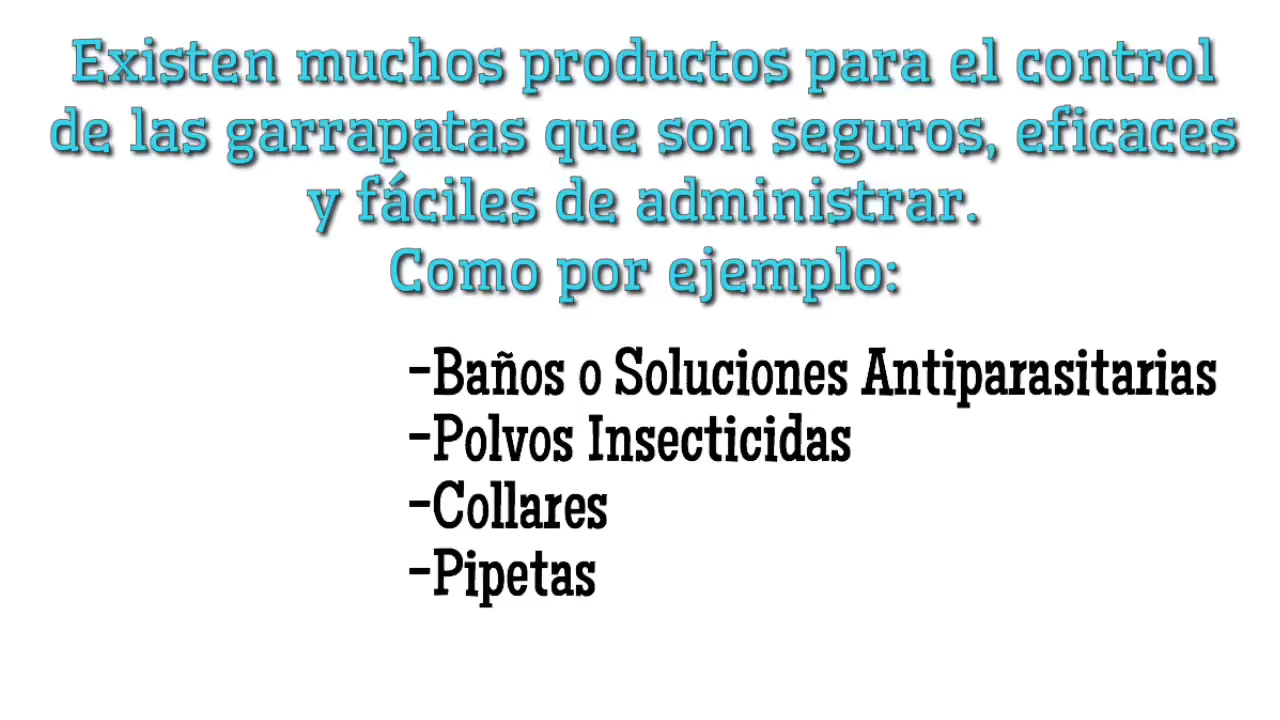 Existen muchos productos para el control
de las garrapatas que son seguros, eficaces
y fáciles de administrar.
Como por ejemplo:
-Baños o Soluciones Antiparasitarias
-Polvos Insecticidas
-Collares
-Pipetas